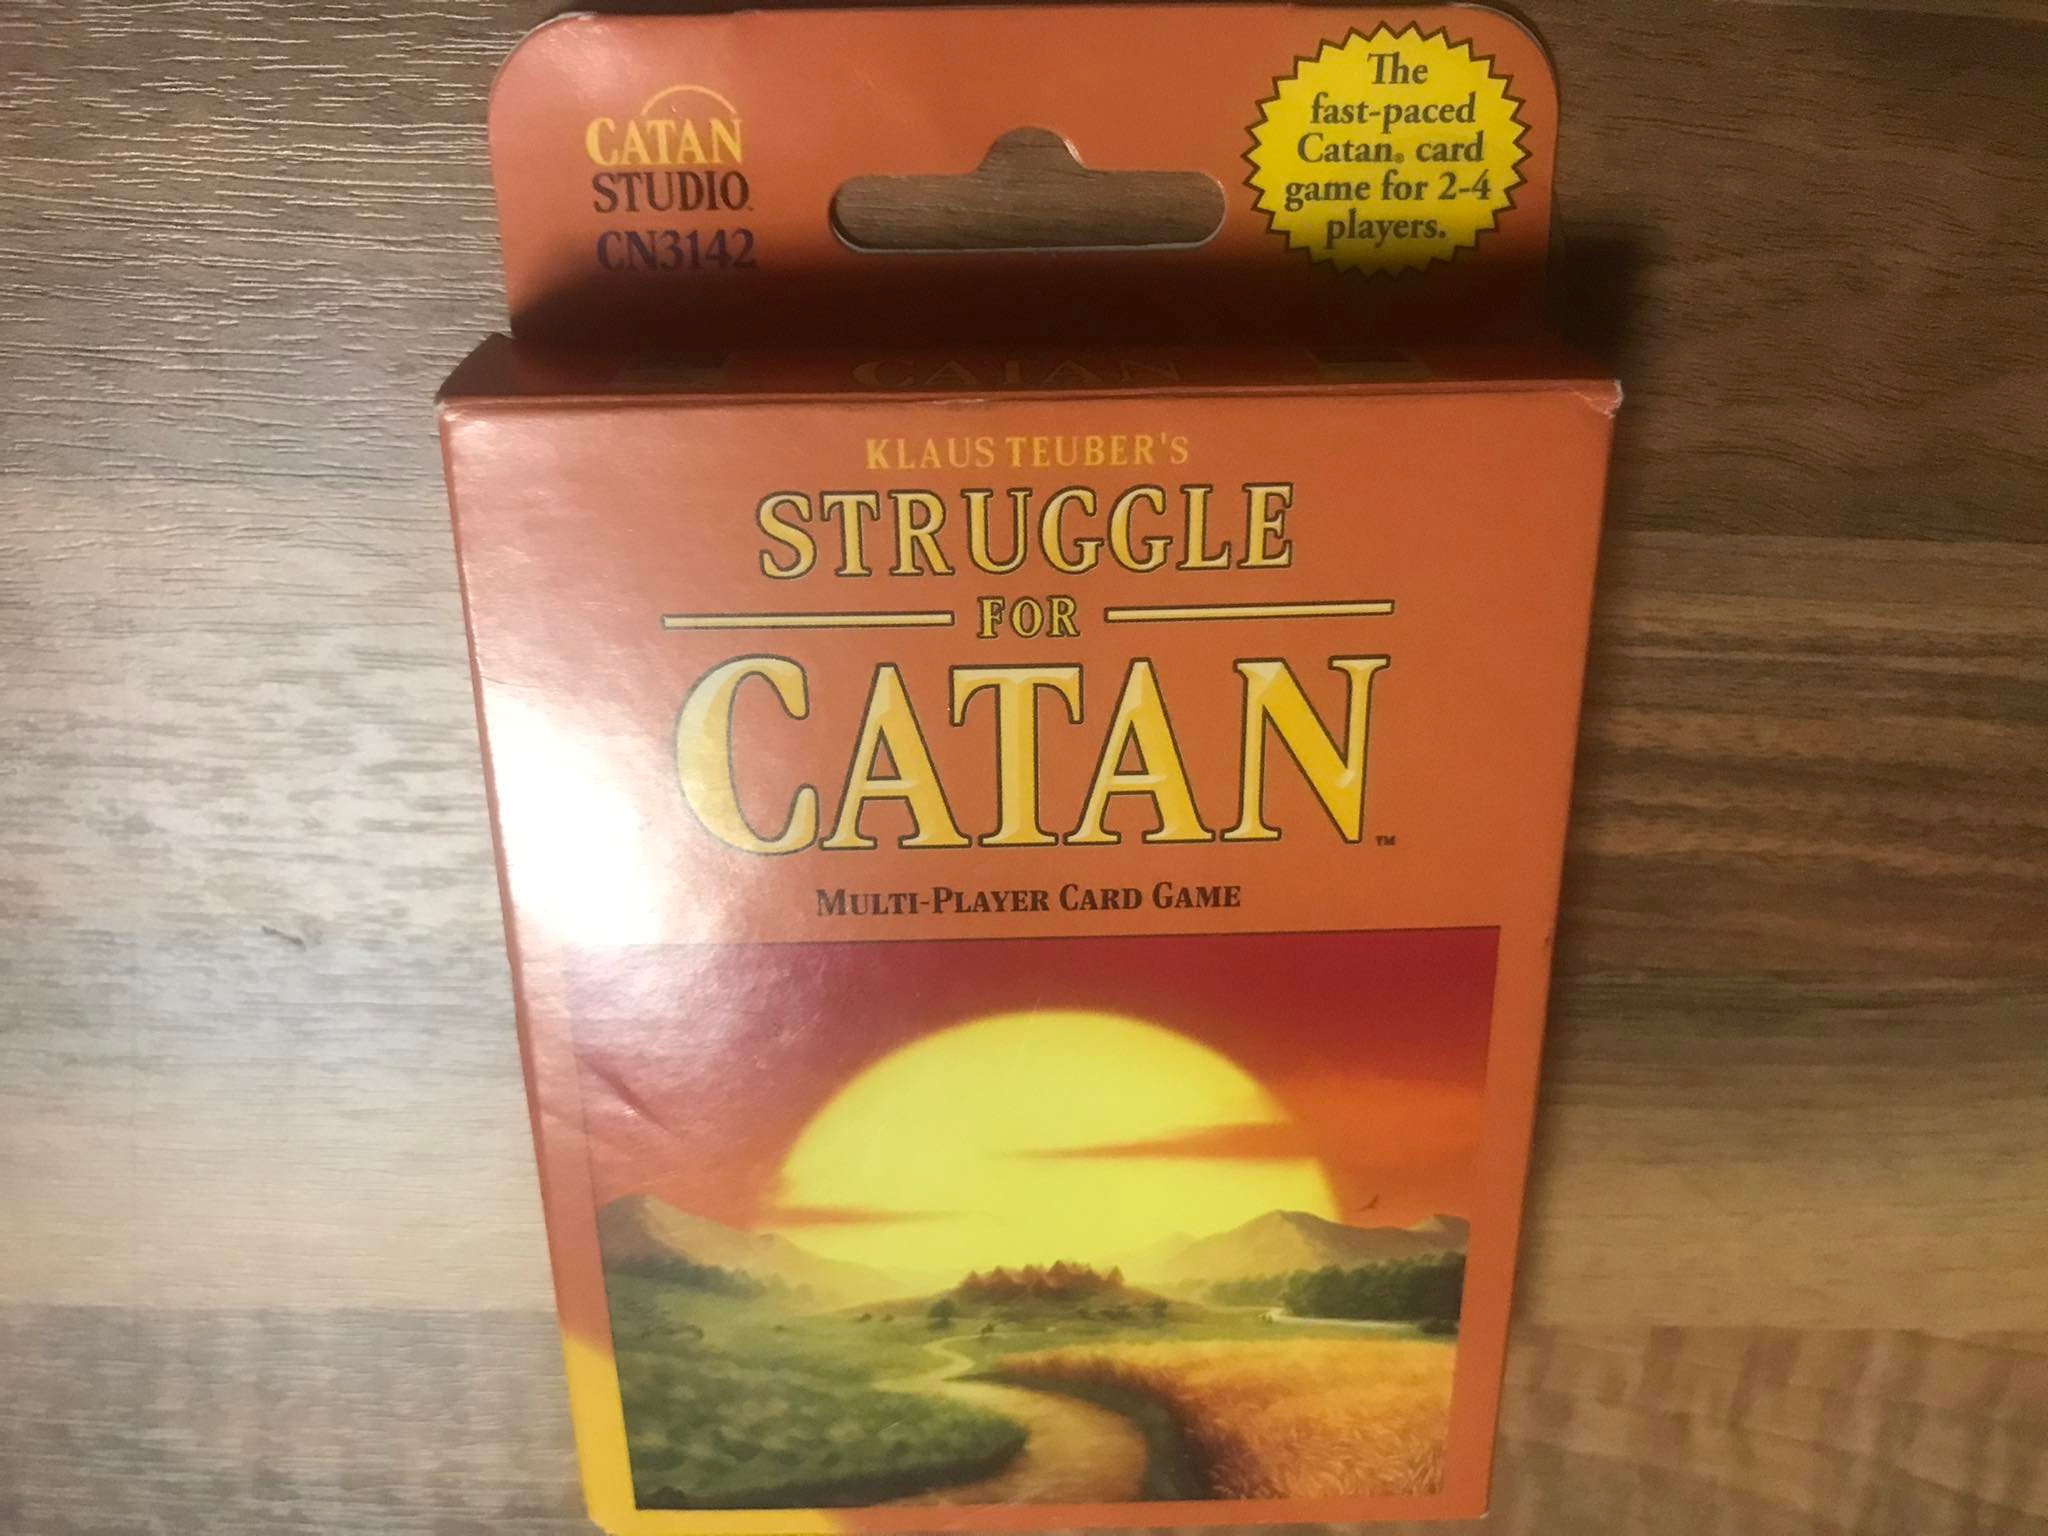 CATAN
STUDIO
CN3142
The
fast-paced
Catan® card
game for 2-4
players.
CATAN
KLAUS TEUBER'S
STRUGGLE
FOR
CATAN™
MULTI-PLAYER CARD GAME